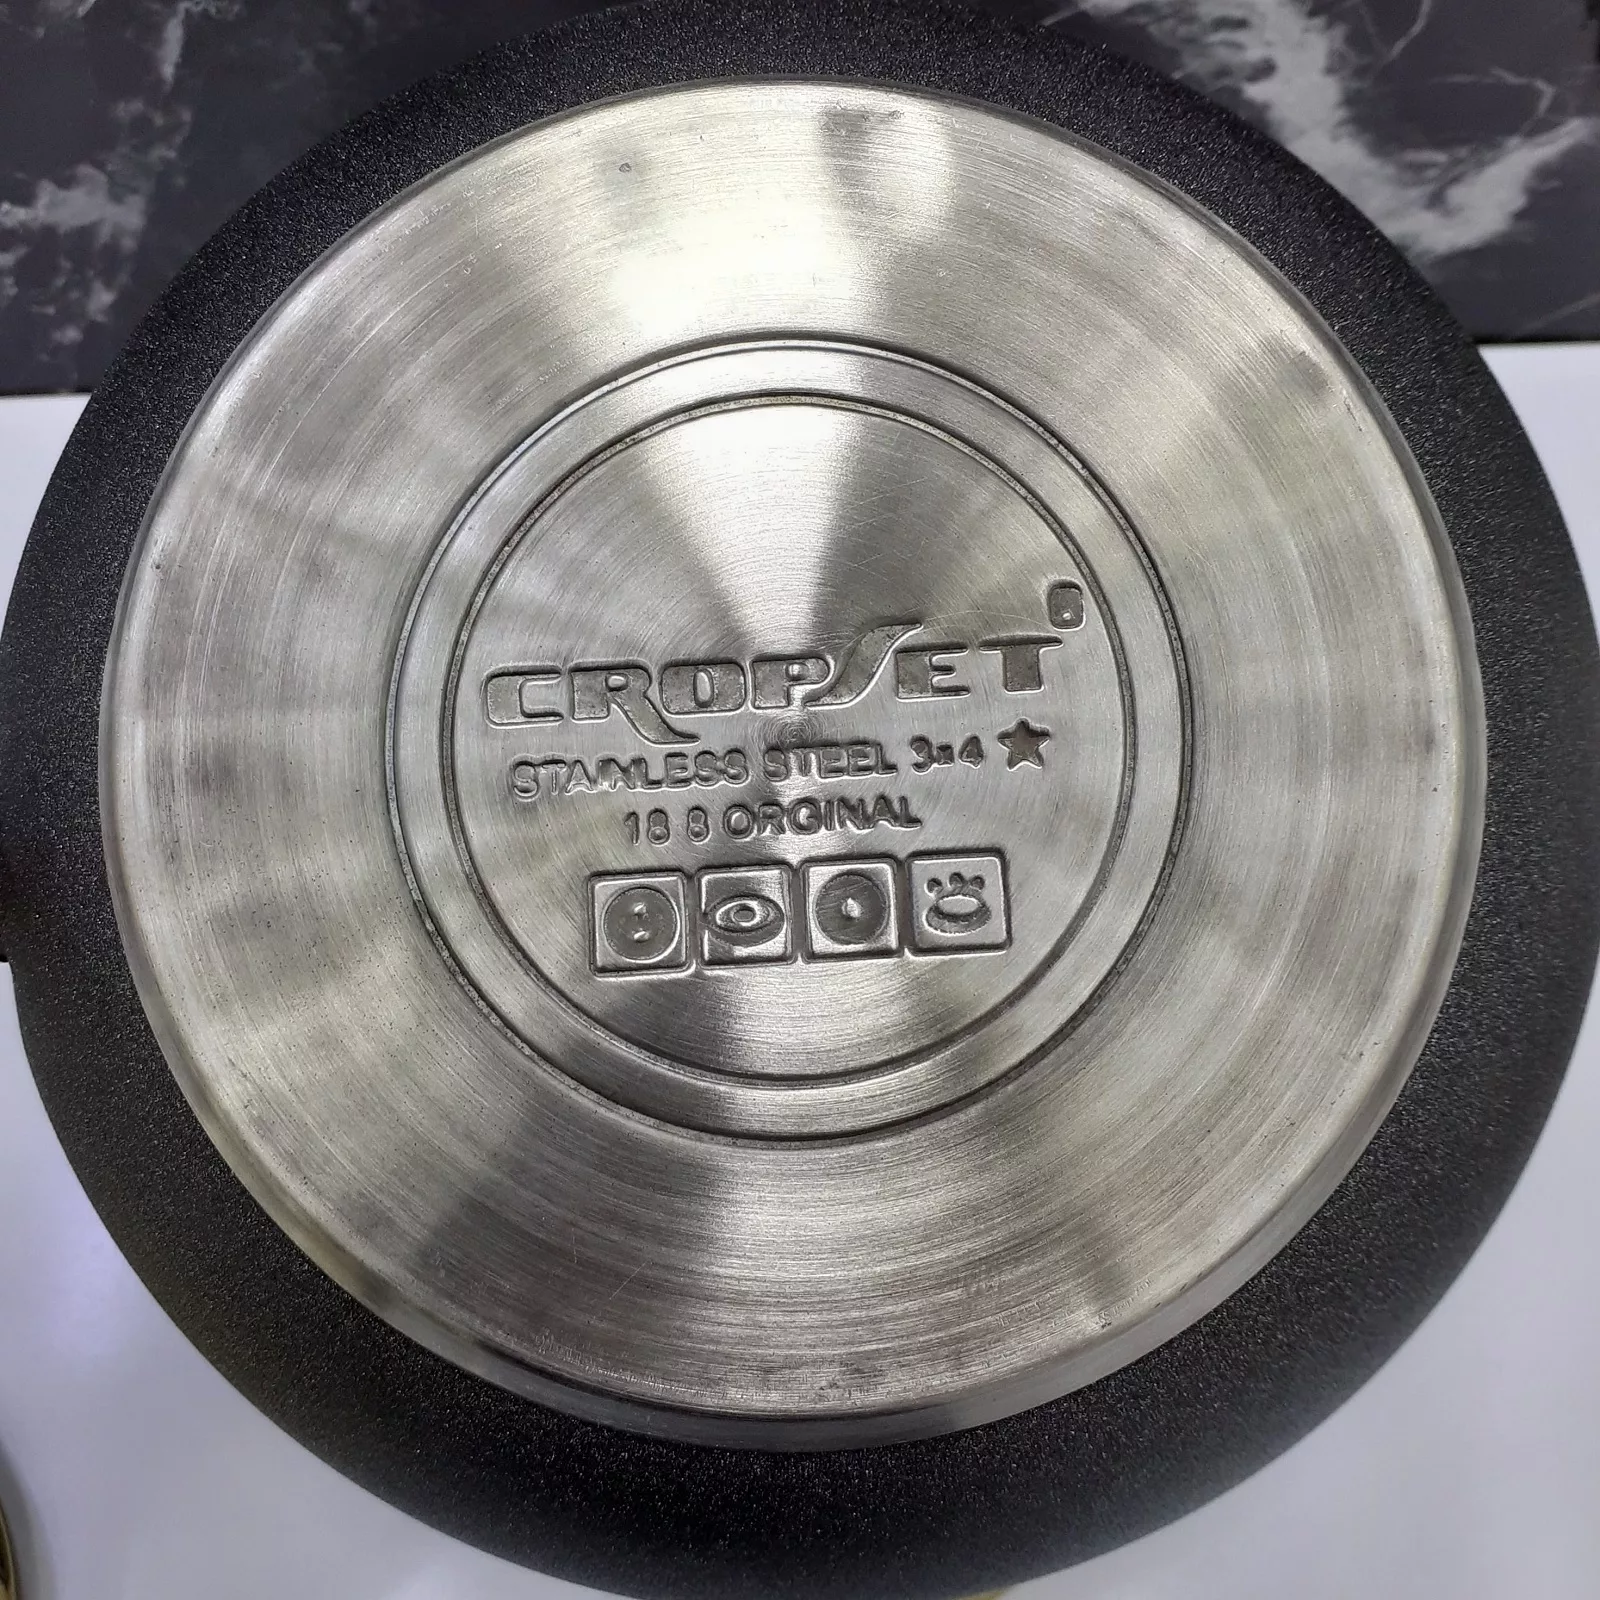 CROPSET
STAINLESS STEEL 3x4 ★
18 8 ORGINAL